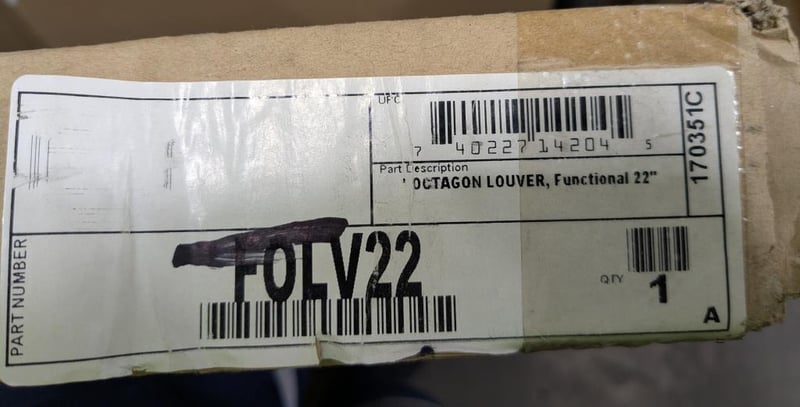 UPC
7 40227 14204 5
170351C
Part Description
OCTAGON LOUVER, Functional 22"
PART NUMBER
FOLV22
QTY
1
A